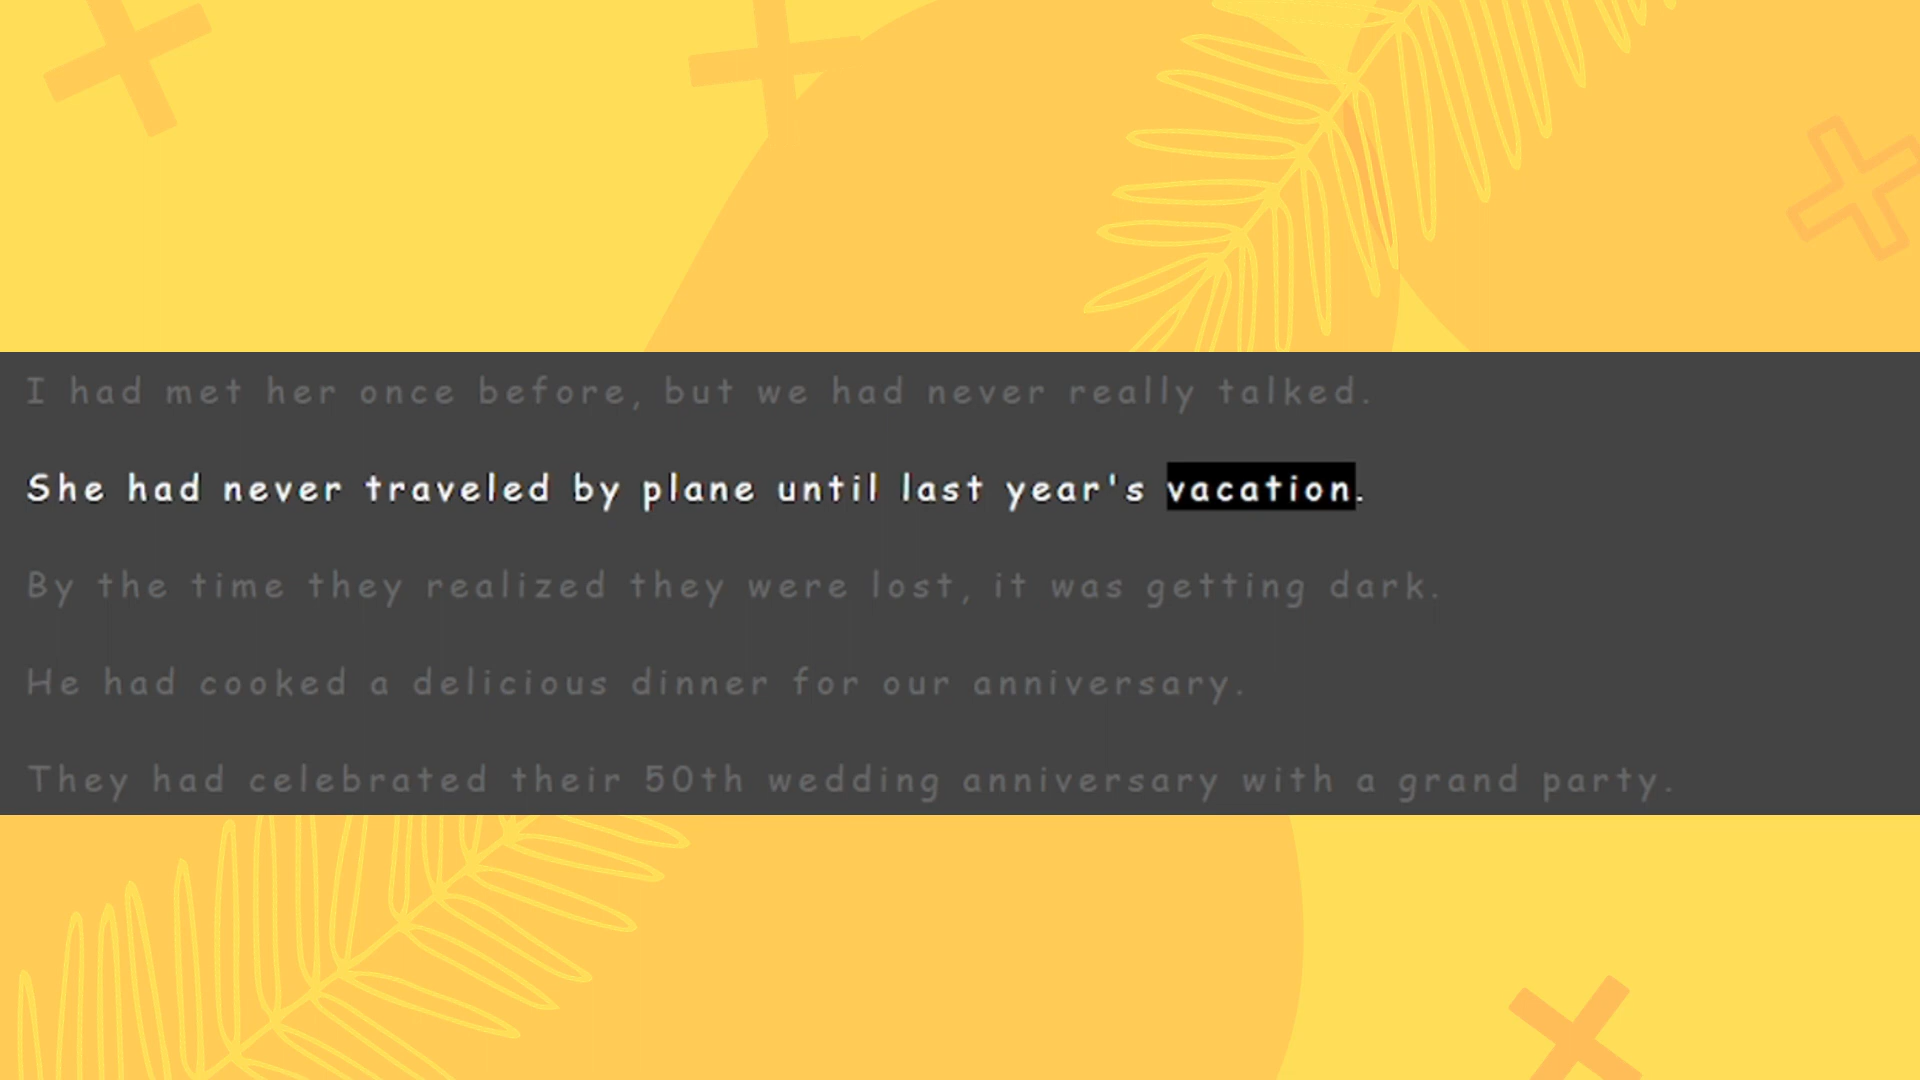 I had met her once before, but we had never really talked.
She had never traveled by plane until last year's vacation.
By the time they realized they were lost, it was getting dark.
He had cooked a delicious dinner for our anniversary.
They had celebrated their 50th wedding anniversary with a grand party.